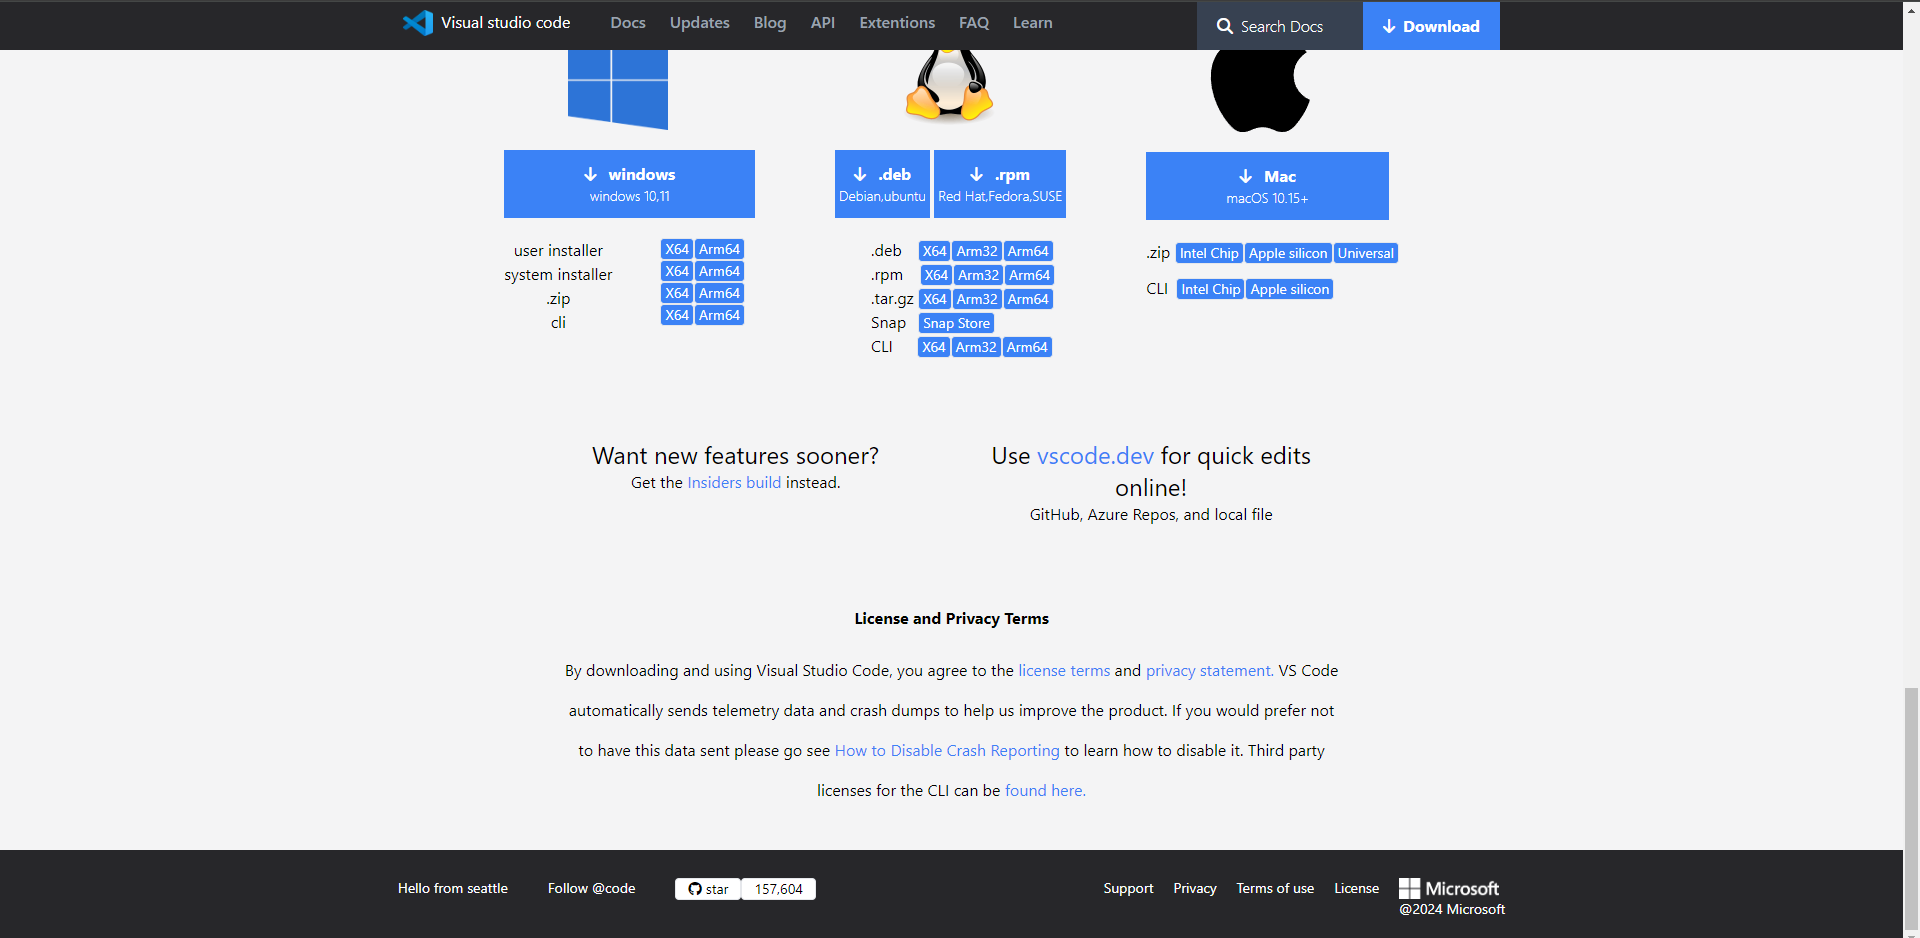 Visual studio code Docs Updates Blog API Extentions FAQ Learn Search Docs Download
windows
windows 10,11
.deb
Debian,ubuntu
.rpm
Red Hat,Fedora,SUSE
Mac
macOS 10.15+
user installer X64 Arm64
system installer X64 Arm64
.zip X64 Arm64
cli X64 Arm64
.deb X64 Arm32 Arm64
.rpm X64 Arm32 Arm64
.tar.gz X64 Arm32 Arm64
Snap Snap Store
CLI X64 Arm32 Arm64
.zip Intel Chip Apple silicon Universal
CLI Intel Chip Apple silicon
Want new features sooner?
Get the Insiders build instead.
Use vscode.dev for quick edits
online!
GitHub, Azure Repos, and local file
License and Privacy Terms
By downloading and using Visual Studio Code, you agree to the license terms and privacy statement. VS Code
automatically sends telemetry data and crash dumps to help us improve the product. If you would prefer not
to have this data sent please go see How to Disable Crash Reporting to learn how to disable it. Third party
licenses for the CLI can be found here.
Hello from seattle Follow @code star 157,604 Support Privacy Terms of use License Microsoft
@2024 Microsoft